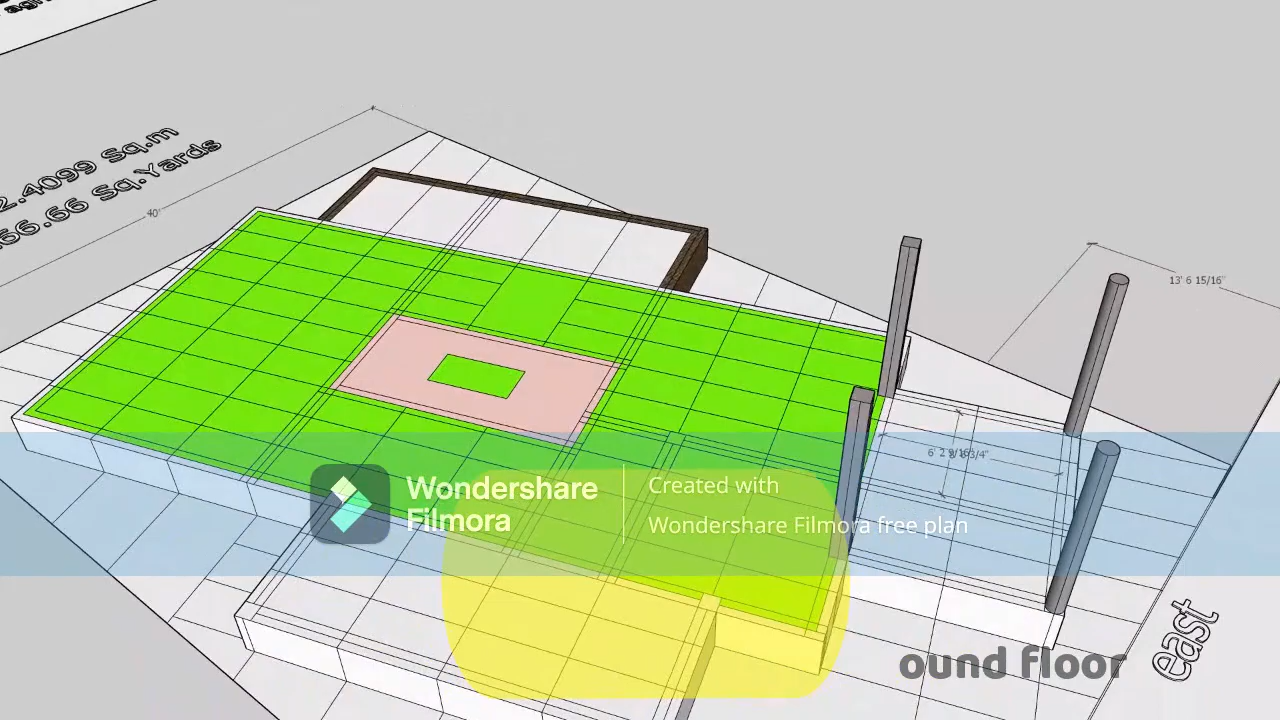 2.4099 Sq.m
66.66 Sq.Yards
40'
13' 6 15/16"
Wondershare
Filmora
Created with
Wondershare Filmora free plan
ound floor
east